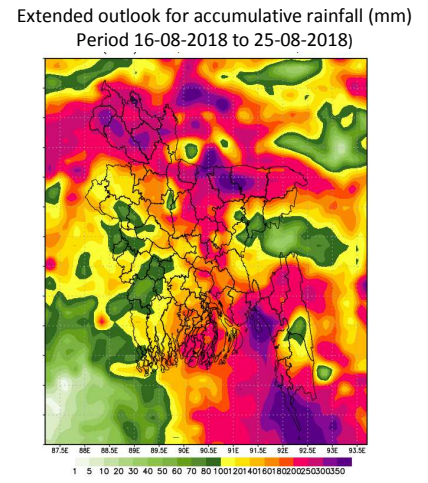 Extended outlook for accumulative rainfall (mm)
Period 16-08-2018 to 25-08-2018)
87.5E 88E 88.5E 89E 89.5E 90E 90.5E 91E 91.5E 92E 92.5E 93E 93.5E
1 5 10 20 30 40 50 60 70 80 100120140160180200250300350